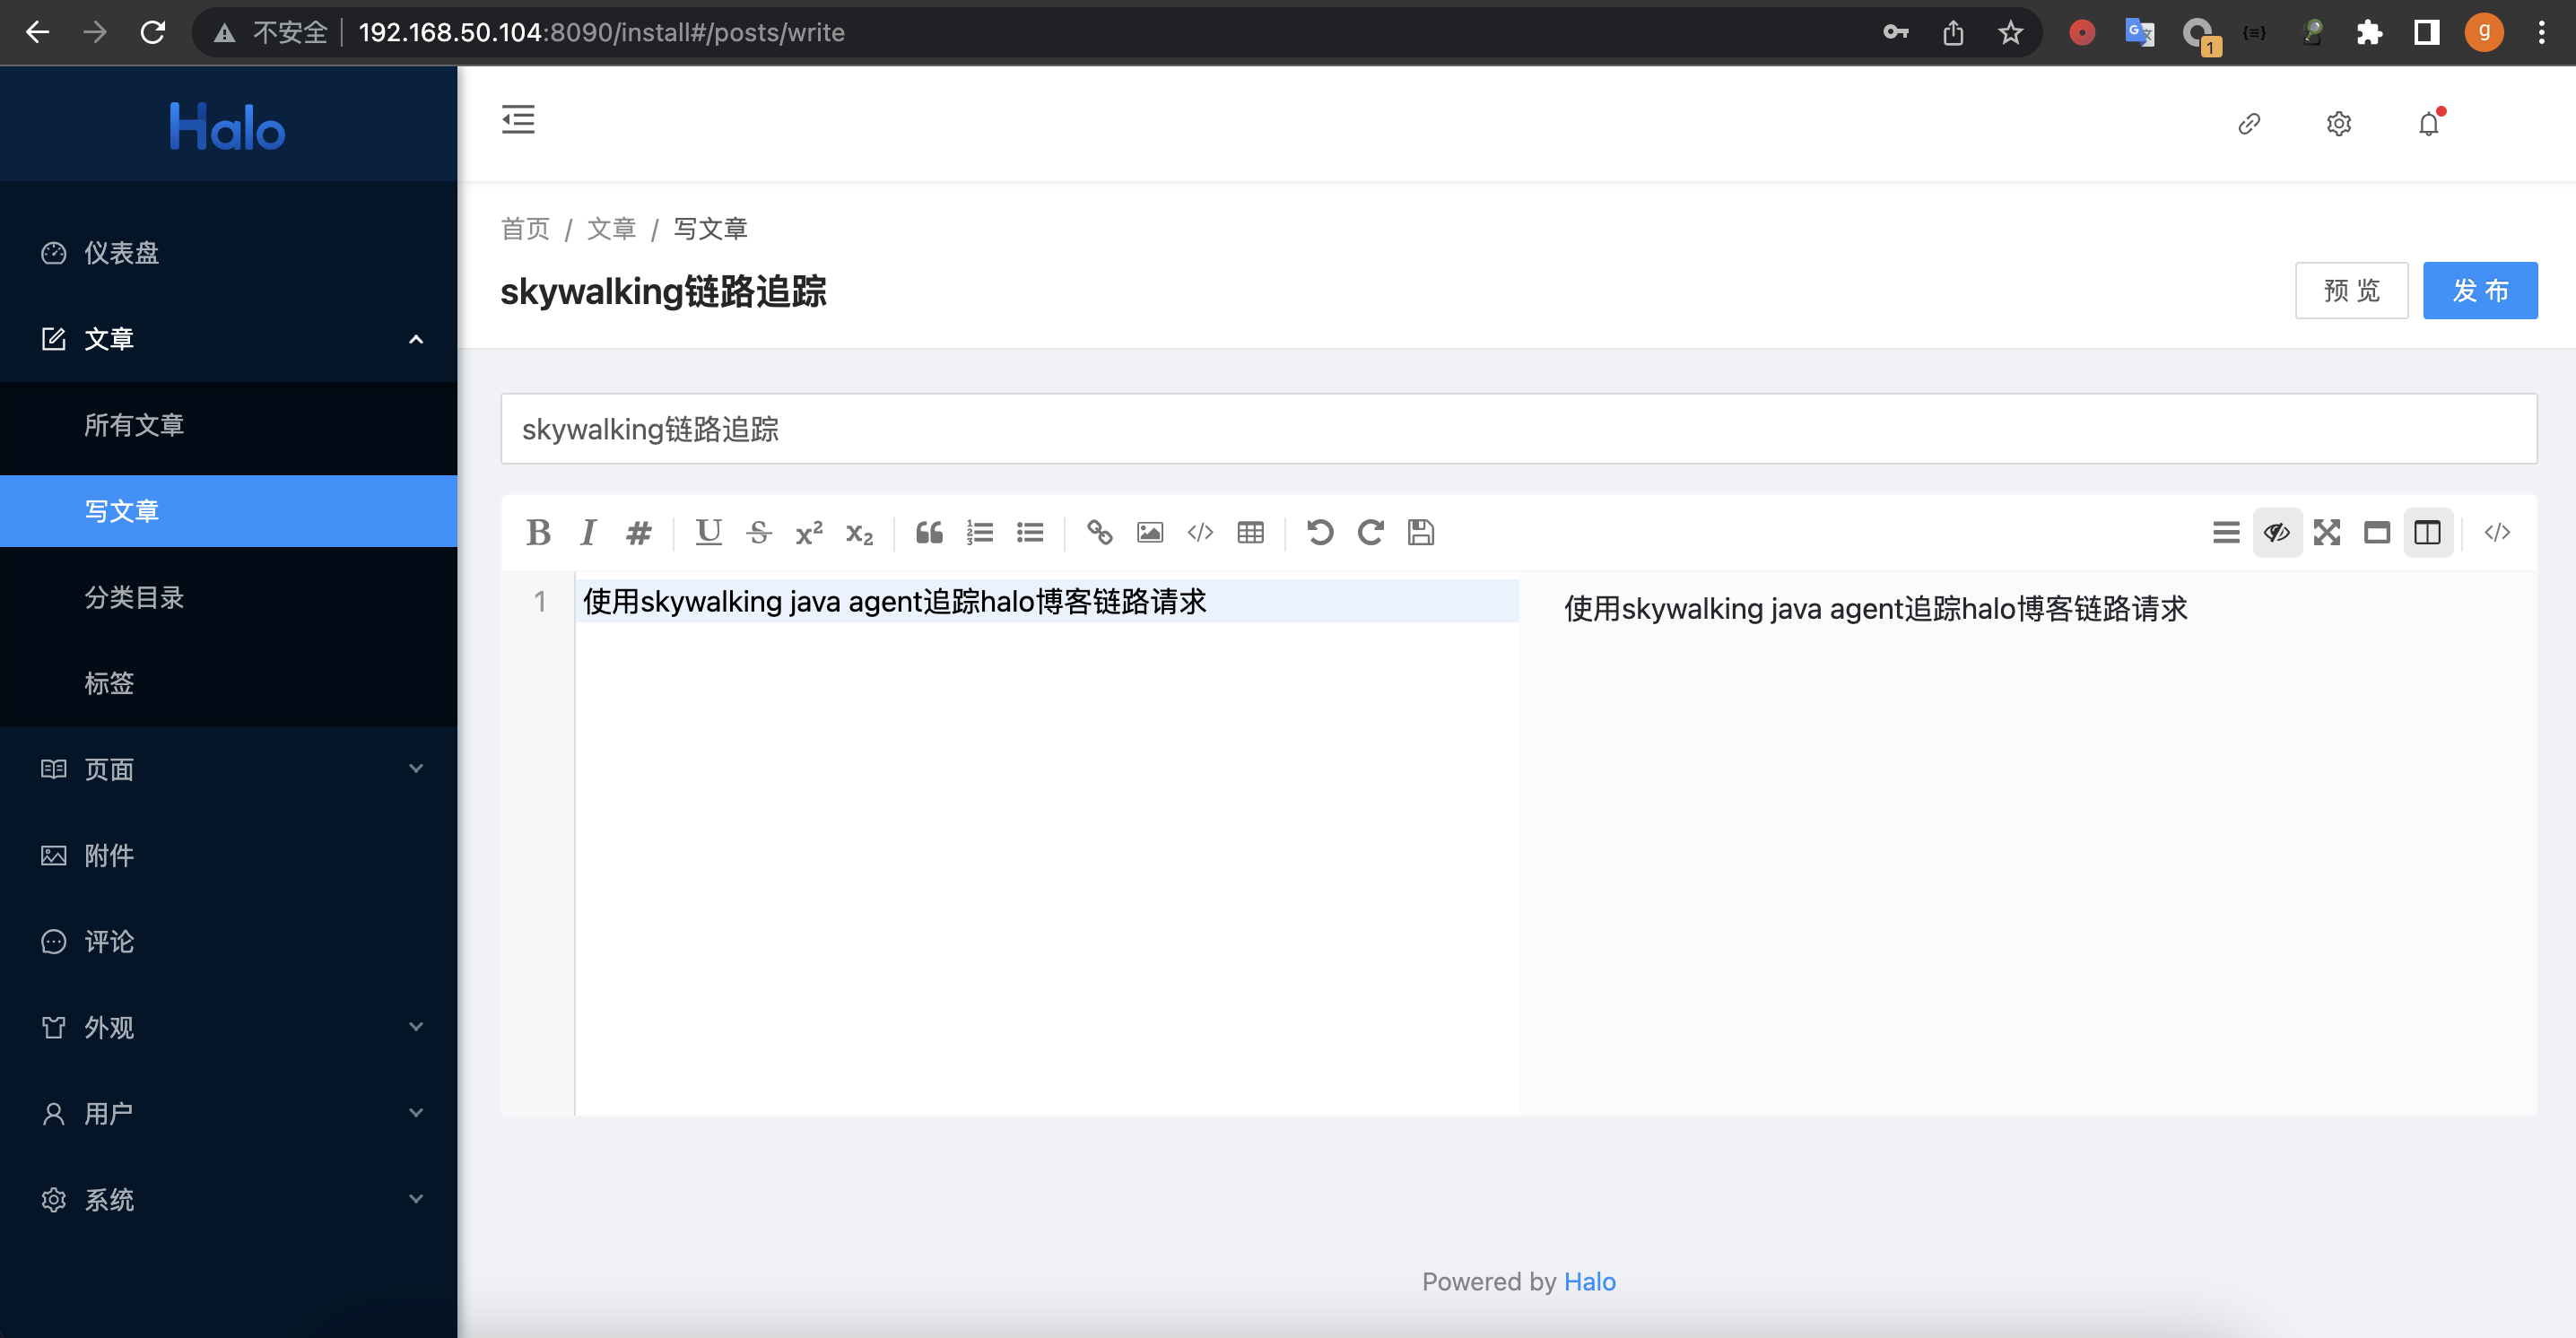 不安全 192.168.50.104:8090/install#/posts/write
1
g
Halo
仪表盘
文章
所有文章
写文章
分类目录
标签
页面
附件
评论
外观
用户
系统
首页 / 文章 / 写文章
skywalking链路追踪
预览 发布
skywalking链路追踪
1 使用skywalking java agent追踪halo博客链路请求
使用skywalking java agent追踪halo博客链路请求
Powered by Halo